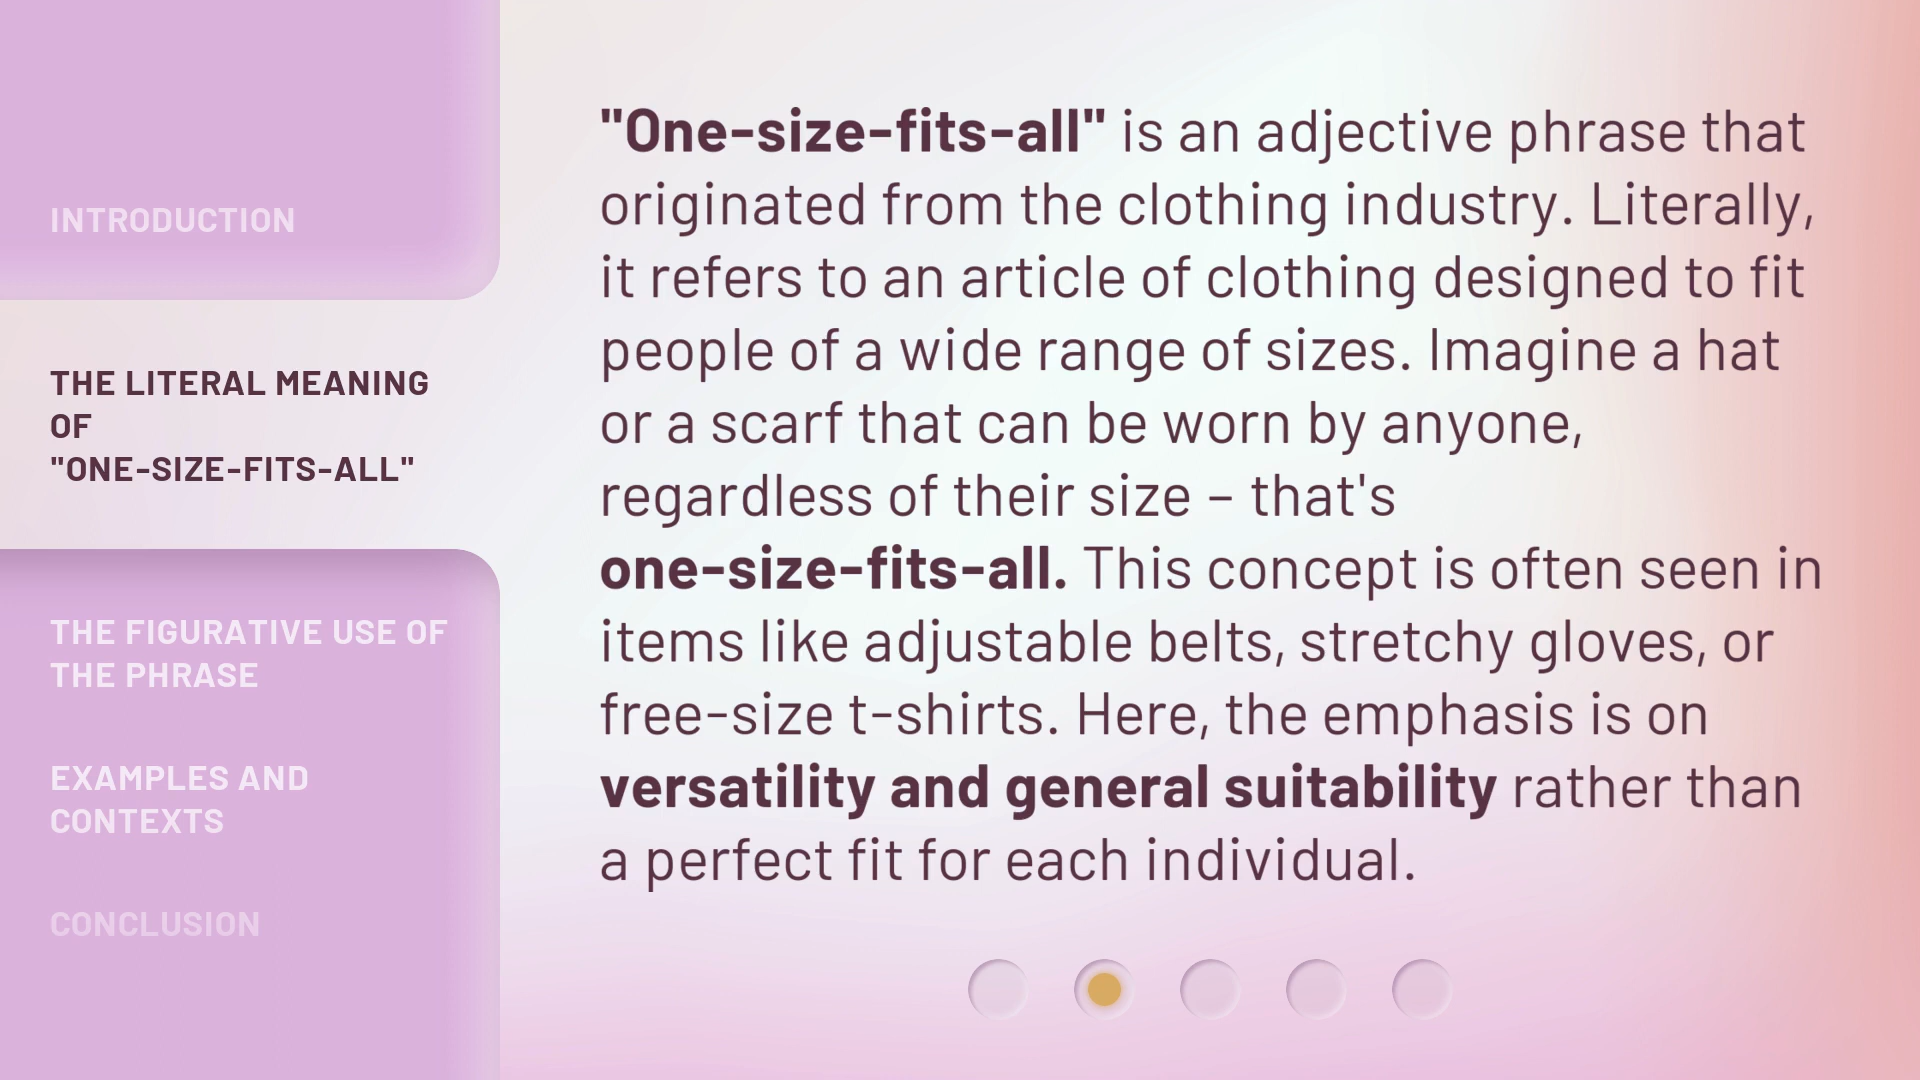 INTRODUCTION
THE LITERAL MEANING
OF
"ONE-SIZE-FITS-ALL"
THE FIGURATIVE USE OF
THE PHRASE
EXAMPLES AND
CONTEXTS
CONCLUSION
"One-size-fits-all" is an adjective phrase that
originated from the clothing industry. Literally,
it refers to an article of clothing designed to fit
people of a wide range of sizes. Imagine a hat
or a scarf that can be worn by anyone,
regardless of their size – that's
one-size-fits-all. This concept is often seen in
items like adjustable belts, stretchy gloves, or
free-size t-shirts. Here, the emphasis is on
versatility and general suitability rather than
a perfect fit for each individual.